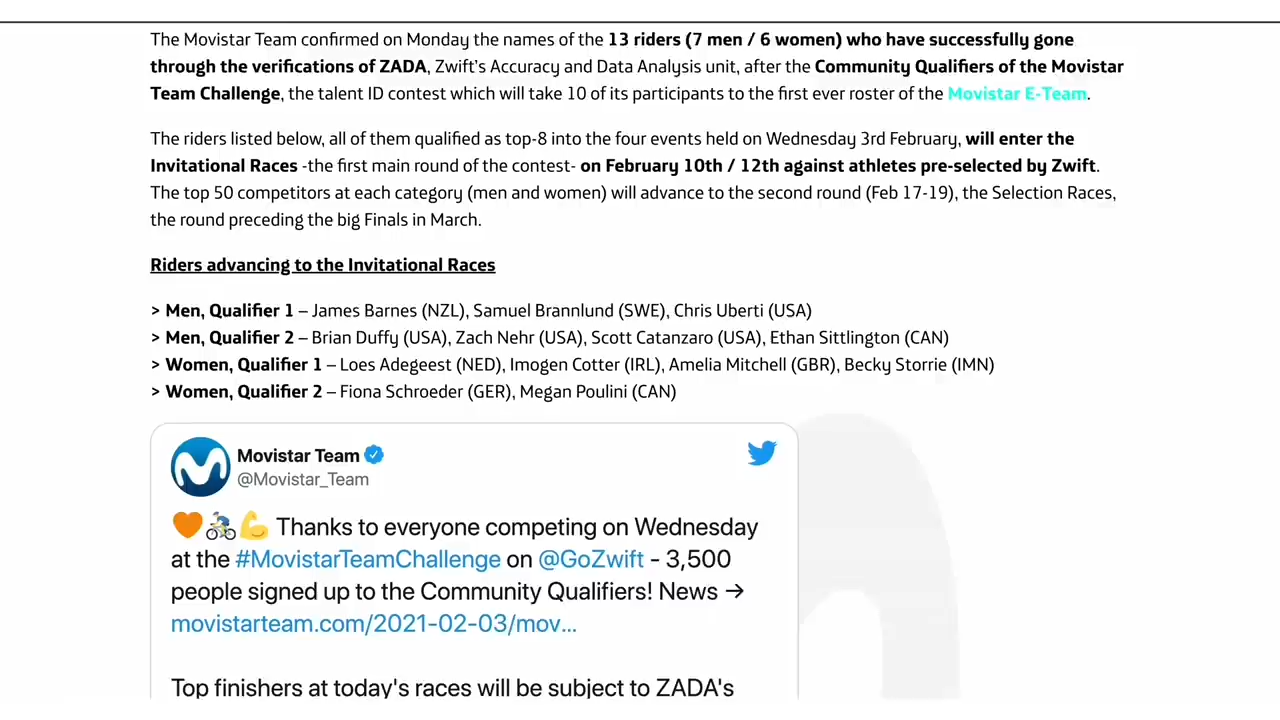 The Movistar Team confirmed on Monday the names of the 13 riders (7 men / 6 women) who have successfully gone
through the verifications of ZADA, Zwift's Accuracy and Data Analysis unit, after the Community Qualifiers of the Movistar
Team Challenge, the talent ID contest which will take 10 of its participants to the first ever roster of the Movistar E-Team.
The riders listed below, all of them qualified as top-8 into the four events held on Wednesday 3rd February, will enter the
Invitational Races -the first main round of the contest- on February 10th / 12th against athletes pre-selected by Zwift.
The top 50 competitors at each category (men and women) will advance to the second round (Feb 17-19), the Selection Races,
the round preceding the big Finals in March.
Riders advancing to the Invitational Races
> Men, Qualifier 1 – James Barnes (NZL), Samuel Brannlund (SWE), Chris Uberti (USA)
> Men, Qualifier 2 – Brian Duffy (USA), Zach Nehr (USA), Scott Catanzaro (USA), Ethan Sittlington (CAN)
> Women, Qualifier 1 – Loes Adegeest (NED), Imogen Cotter (IRL), Amelia Mitchell (GBR), Becky Storrie (IMN)
> Women, Qualifier 2 – Fiona Schroeder (GER), Megan Poulini (CAN)
Movistar Team
@Movistar_Team
🧡🚴💪 Thanks to everyone competing on Wednesday
at the #MovistarTeamChallenge on @GoZwift - 3,500
people signed up to the Community Qualifiers! News →
movistarteam.com/2021-02-03/mov...
Top finishers at today's races will be subject to ZADA's